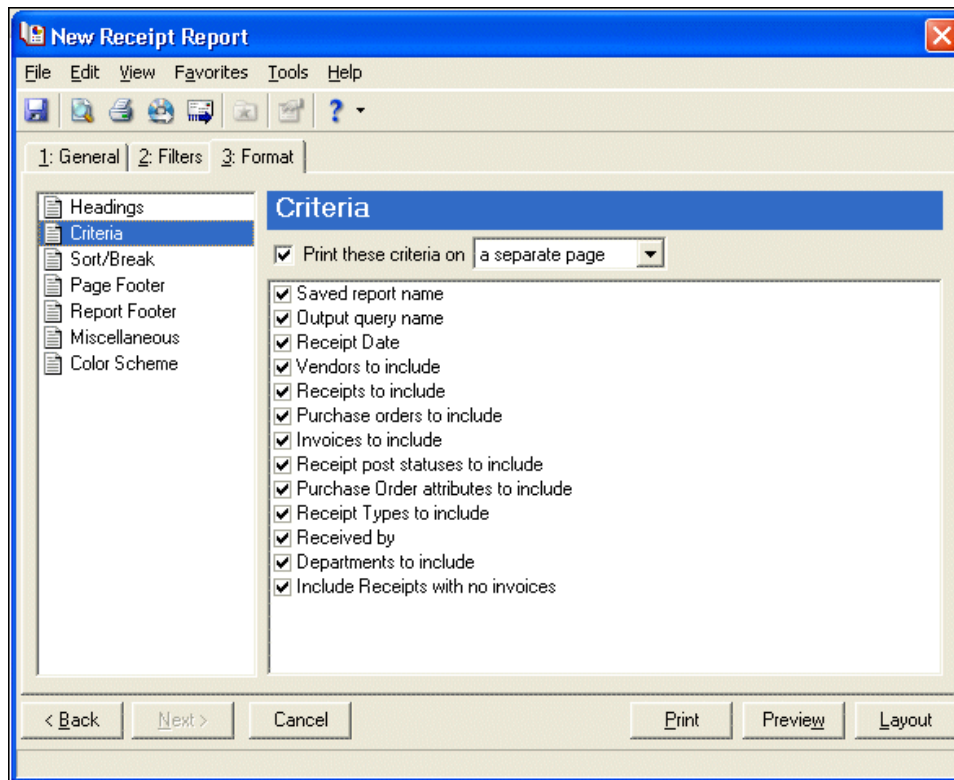 New Receipt Report
File Edit View Favorites Tools Help
?
1: General 2: Filters 3: Format
Headings
Criteria
Sort/Break
Page Footer
Report Footer
Miscellaneous
Color Scheme
Criteria
Print these criteria on a separate page
Saved report name
Output query name
Receipt Date
Vendors to include
Receipts to include
Purchase orders to include
Invoices to include
Receipt post statuses to include
Purchase Order attributes to include
Receipt Types to include
Received by
Departments to include
Include Receipts with no invoices
< Back Next > Cancel Print Preview Layout